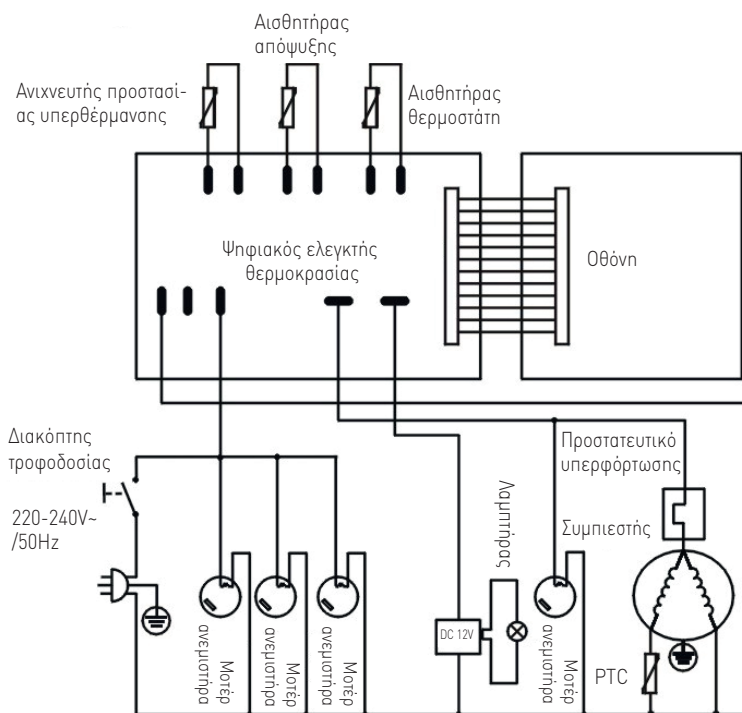 Αισθητήρας
απόψυξης
Ανιχνευτής προστασί-
ας υπερθέρμανσης
Αισθητήρας
θερμοστάτη
Ψηφιακός ελεγκτής
θερμοκρασίας
Οθόνη
Διακόπτης
τροφοδοσίας
220-240V~
/50Hz
Προστατευτικό
υπερφόρτωσης
Λαμπτήρας
Συμπιεστής
DC 12V
Μοτέρ
ανεμιστήρα
Μοτέρ
ανεμιστήρα
Μοτέρ
ανεμιστήρα
Μοτέρ
ανεμιστήρα
PTC